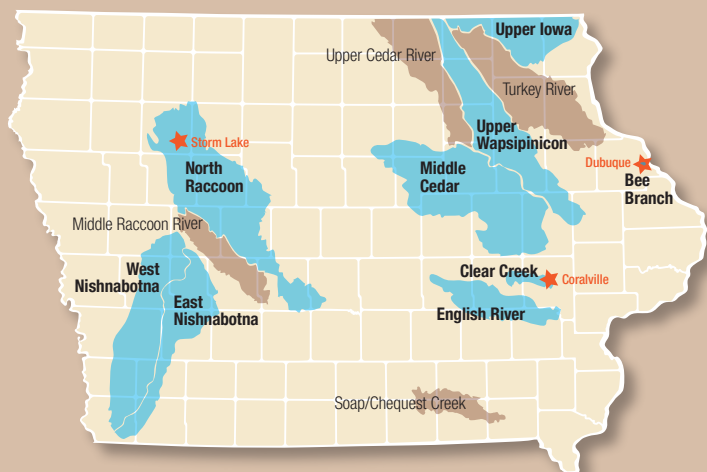 Upper Iowa
Upper Cedar River
Turkey River
Upper
Wapsipinicon
Storm Lake
North
Raccoon
Middle
Cedar
Dubuque
Bee
Branch
Middle Raccoon River
West
Nishnabotna
East
Nishnabotna
Clear Creek
Coralville
English River
Soap/Chequest Creek